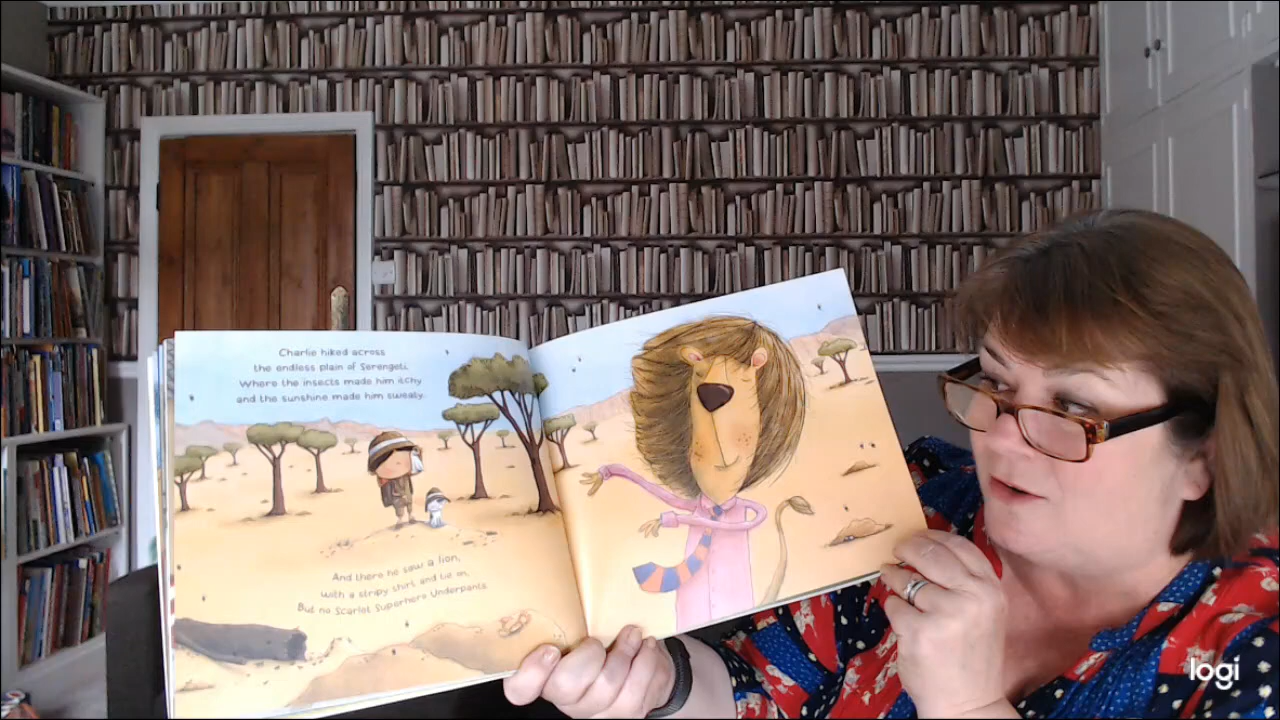 Charlie hiked across
the endless plain of Serengeti,
Where the insects made him itchy
and the sunshine made him sweaty.
And there he saw a lion,
with a stripy shirt and tie on,
But no Scarlet Superhero Underpants.
logi